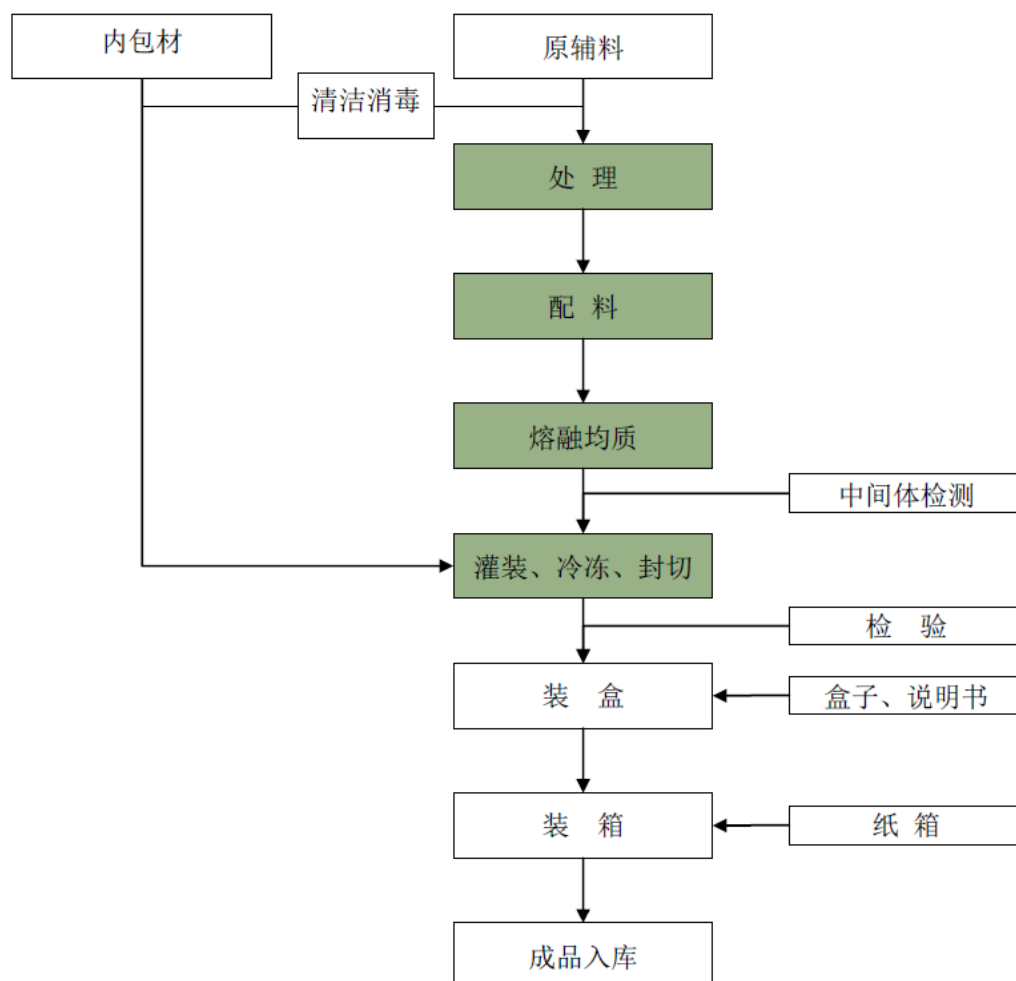 内包材
原辅料
清洁消毒
处 理
配 料
熔融均质
中间体检测
灌装、冷冻、封切
检 验
装 盒
盒子、说明书
装 箱
纸 箱
成品入库